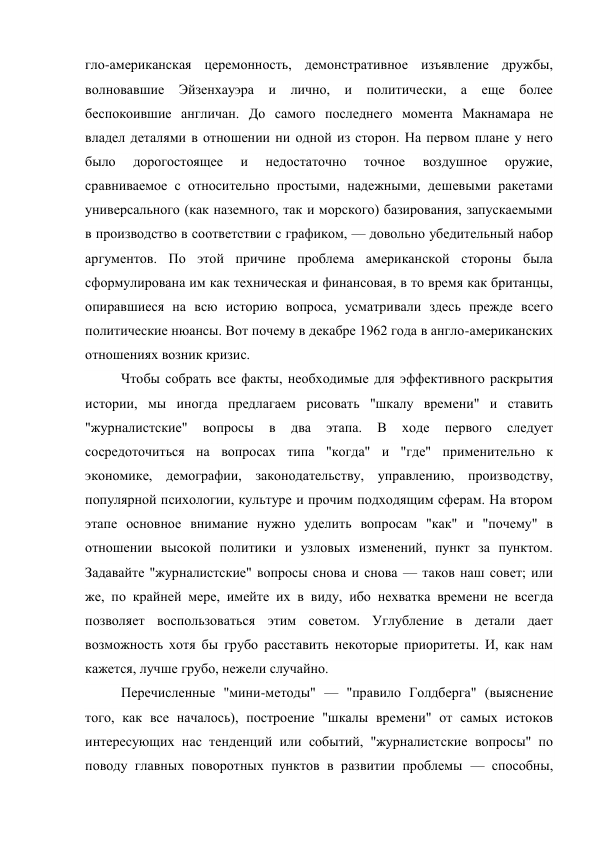 гло-американская церемонность, демонстративное изъявление дружбы,
волновавшие Эйзенхауэра и лично, и политически, а еще более
беспокоившие англичан. До самого последнего момента Макнамара не
владел деталями в отношении ни одной из сторон. На первом плане у него
было дорогостоящее и недостаточно точное воздушное оружие,
сравниваемое с относительно простыми, надежными, дешевыми ракетами
универсального (как наземного, так и морского) базирования, запускаемыми
в производство в соответствии с графиком, — довольно убедительный набор
аргументов. По этой причине проблема американской стороны была
сформулирована им как техническая и финансовая, в то время как британцы,
опиравшиеся на всю историю вопроса, усматривали здесь прежде всего
политические нюансы. Вот почему в декабре 1962 года в англо-американских
отношениях возник кризис.
Чтобы собрать все факты, необходимые для эффективного раскрытия
истории, мы иногда предлагаем рисовать "шкалу времени" и ставить
"журналистские" вопросы в два этапа. В ходе первого следует
сосредоточиться на вопросах типа "когда" и "где" применительно к
экономике, демографии, законодательству, управлению, производству,
популярной психологии, культуре и прочим подходящим сферам. На втором
этапе основное внимание нужно уделить вопросам "как" и "почему" в
отношении высокой политики и узловых изменений, пункт за пунктом.
Задавайте "журналистские" вопросы снова и снова — таков наш совет; или
же, по крайней мере, имейте их в виду, ибо нехватка времени не всегда
позволяет воспользоваться этим советом. Углубление в детали дает
возможность хотя бы грубо расставить некоторые приоритеты. И, как нам
кажется, лучше грубо, нежели случайно.
Перечисленные "мини-методы" — "правило Голдберга" (выяснение
того, как все началось), построение "шкалы времени" от самых истоков
интересующих нас тенденций или событий, "журналистские вопросы" по
поводу главных поворотных пунктов в развитии проблемы — способны,